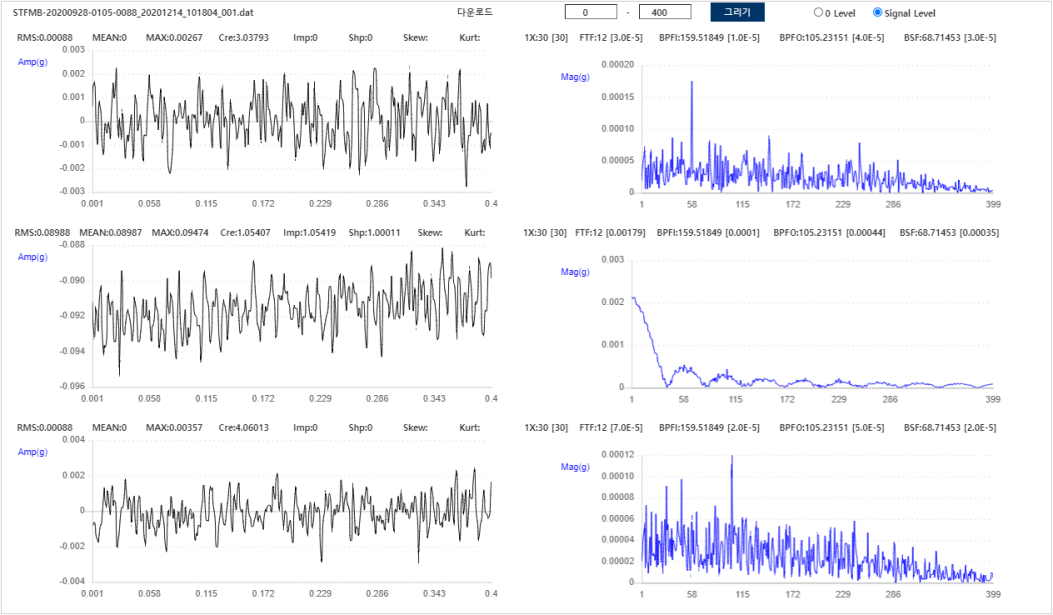 STFMB-20200928-0105-0088_20201214_101804_001.dat 다운로드 0 - 400 그리기 0 Level Signal Level
RMS:0.00088 MEAN:0 MAX:0.00267 Cre:3.03793 Imp:0 Shp:0 Skew: Kurt: 1X:30 [30] FTF:12 [3.0E-5] BPFI:159.51849 [1.0E-5] BPFO:105.23151 [4.0E-5] BSF:68.71453 [3.0E-5]
Amp(g)
0.003
0.002
0.001
0
-0.001
-0.002
-0.003
0.001 0.058 0.115 0.172 0.229 0.286 0.343 0.4
Mag(g)
0.00020
0.00015
0.00010
0.00005
0
1 58 115 172 229 286 399
RMS:0.08988 MEAN:0.08987 MAX:0.09474 Cre:1.05407 Imp:1.05419 Shp:1.00011 Skew: Kurt: 1X:30 [30] FTF:12 [0.00179] BPFI:159.51849 [0.0001] BPFO:105.23151 [0.00044] BSF:68.71453 [0.00035]
Amp(g)
-0.088
-0.090
-0.092
-0.094
-0.096
0.001 0.058 0.115 0.172 0.229 0.286 0.343 0.4
Mag(g)
0.003
0.002
0.001
0
1 58 115 172 229 286 399
RMS:0.00088 MEAN:0 MAX:0.00357 Cre:4.06013 Imp:0 Shp:0 Skew: Kurt: 1X:30 [30] FTF:12 [7.0E-5] BPFI:159.51849 [2.0E-5] BPFO:105.23151 [5.0E-5] BSF:68.71453 [2.0E-5]
Amp(g)
0.004
0.002
0
-0.002
-0.004
0.001 0.058 0.115 0.172 0.229 0.286 0.343 0.4
Mag(g)
0.00012
0.00010
0.00008
0.00006
0.00004
0.00002
0
1 58 115 172 229 286 399